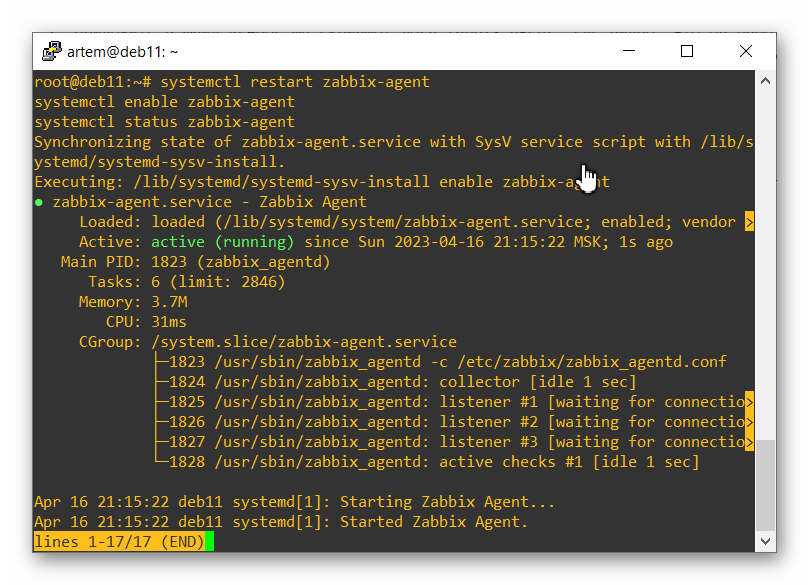 artem@deb11: ~
root@deb11:~# systemctl restart zabbix-agent
systemctl enable zabbix-agent
systemctl status zabbix-agent
Synchronizing state of zabbix-agent.service with SysV service script with /lib/s
ystemd/systemd-sysv-install.
Executing: /lib/systemd/systemd-sysv-install enable zabbix-agent
● zabbix-agent.service - Zabbix Agent
Loaded: loaded (/lib/systemd/system/zabbix-agent.service; enabled; vendor >
Active: active (running) since Sun 2023-04-16 21:15:22 MSK; 1s ago
Main PID: 1823 (zabbix_agentd)
Tasks: 6 (limit: 2846)
Memory: 3.7M
CPU: 31ms
CGroup: /system.slice/zabbix-agent.service
├─1823 /usr/sbin/zabbix_agentd -c /etc/zabbix/zabbix_agentd.conf
├─1824 /usr/sbin/zabbix_agentd: collector [idle 1 sec]
├─1825 /usr/sbin/zabbix_agentd: listener #1 [waiting for connectio>
├─1826 /usr/sbin/zabbix_agentd: listener #2 [waiting for connectio>
├─1827 /usr/sbin/zabbix_agentd: listener #3 [waiting for connectio>
└─1828 /usr/sbin/zabbix_agentd: active checks #1 [idle 1 sec]
Apr 16 21:15:22 deb11 systemd[1]: Starting Zabbix Agent...
Apr 16 21:15:22 deb11 systemd[1]: Started Zabbix Agent.
lines 1-17/17 (END)